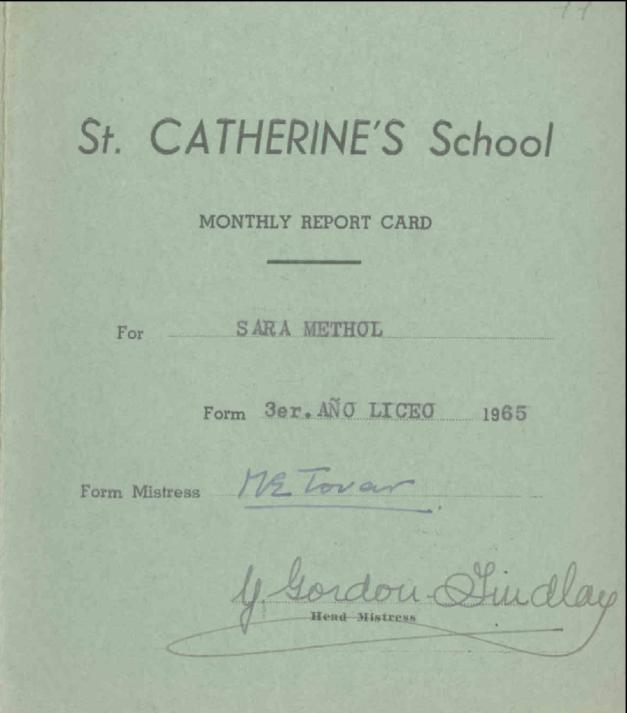 St. CATHERINE'S School
MONTHLY REPORT CARD
For SARA METHOL
Form 3er. AÑO LICEO 1965
Form Mistress ME Tovar
Y. Gordon-Findlay
Head Mistress